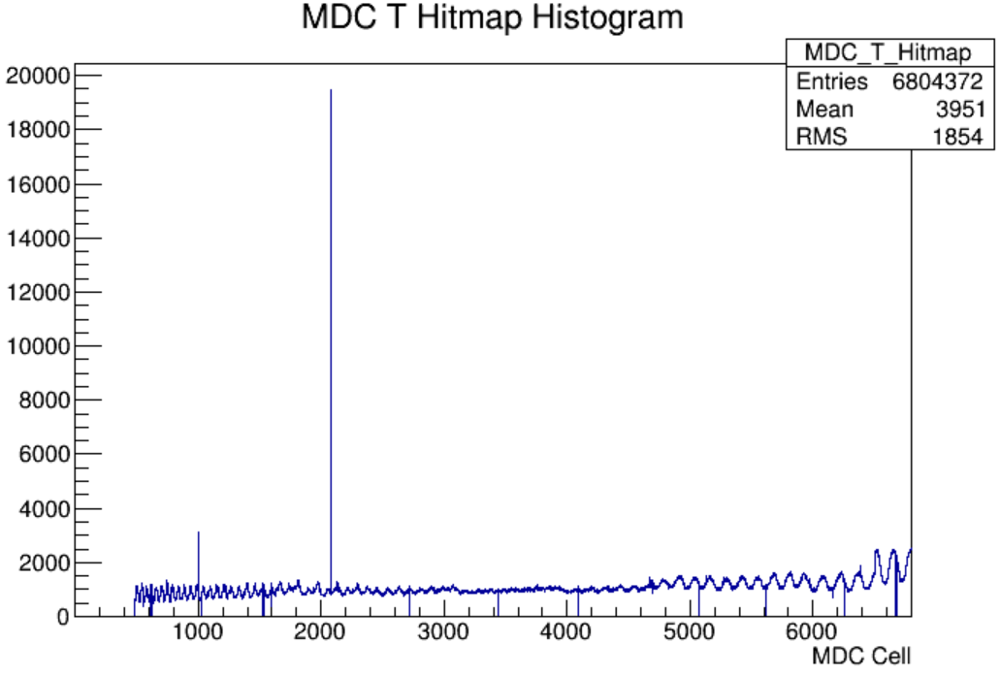 MDC T Hitmap Histogram
MDC_T_Hitmap
Entries 6804372
Mean 3951
RMS 1854
20000
18000
16000
14000
12000
10000
8000
6000
4000
2000
0
1000 2000 3000 4000 5000 6000
MDC Cell